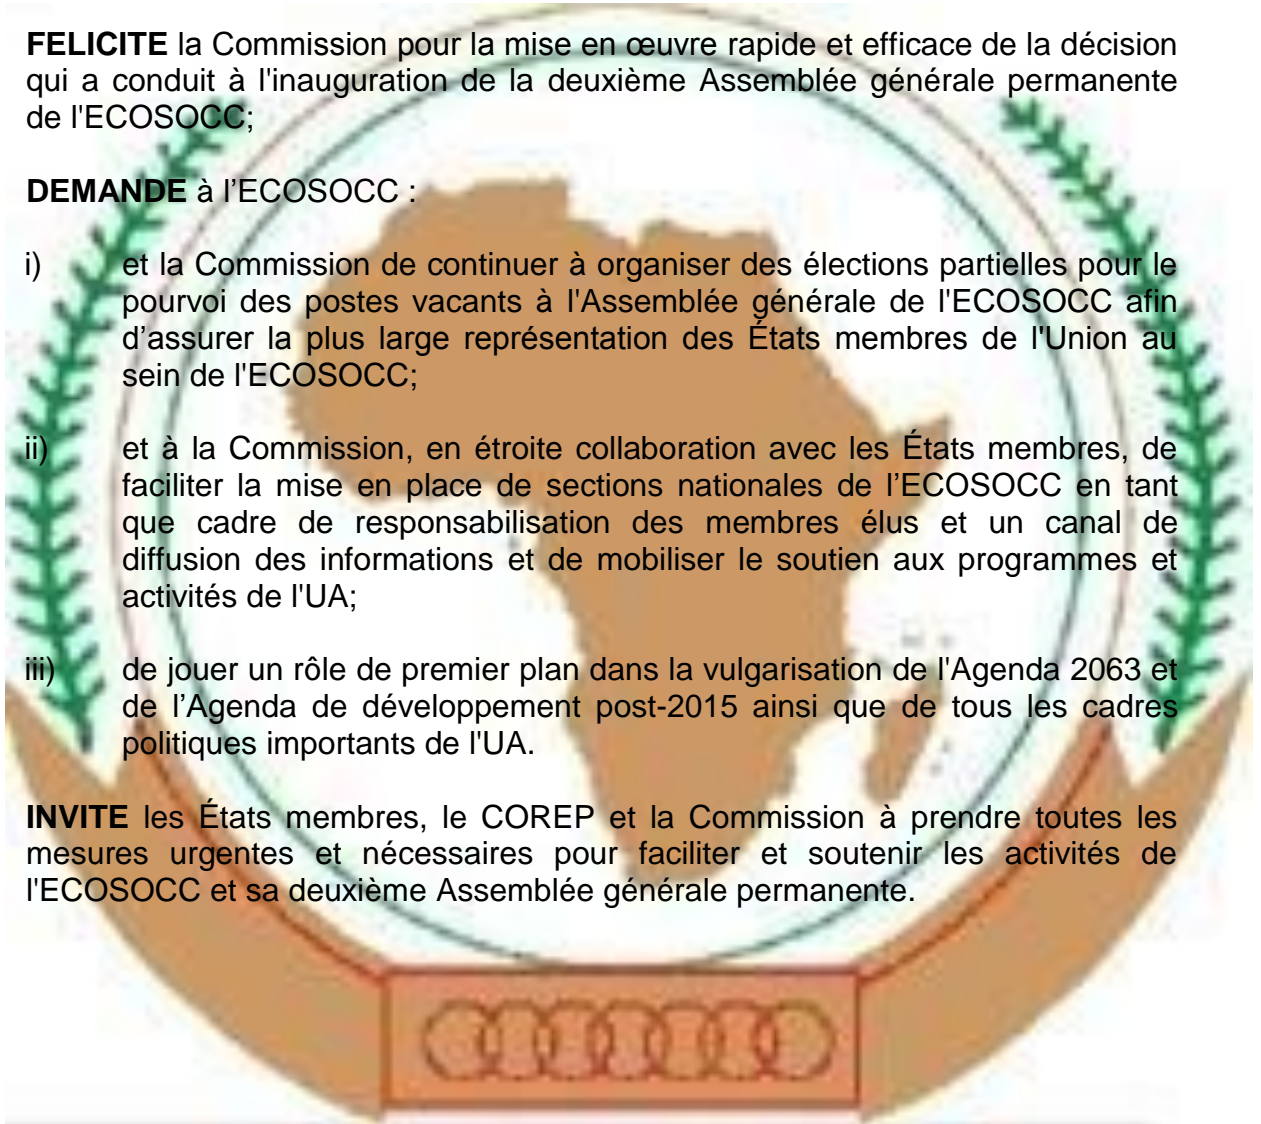 FELICITE la Commission pour la mise en œuvre rapide et efficace de la décision
qui a conduit à l'inauguration de la deuxième Assemblée générale permanente
de l'ECOSOCC;
DEMANDE à l’ECOSOCC :
i) et la Commission de continuer à organiser des élections partielles pour le
pourvoi des postes vacants à l'Assemblée générale de l'ECOSOCC afin
d’assurer la plus large représentation des États membres de l'Union au
sein de l'ECOSOCC;
ii) et à la Commission, en étroite collaboration avec les États membres, de
faciliter la mise en place de sections nationales de l’ECOSOCC en tant
que cadre de responsabilisation des membres élus et un canal de
diffusion des informations et de mobiliser le soutien aux programmes et
activités de l'UA;
iii) de jouer un rôle de premier plan dans la vulgarisation de l'Agenda 2063 et
de l’Agenda de développement post-2015 ainsi que de tous les cadres
politiques importants de l'UA.
INVITE les États membres, le COREP et la Commission à prendre toutes les
mesures urgentes et nécessaires pour faciliter et soutenir les activités de
l'ECOSOCC et sa deuxième Assemblée générale permanente.